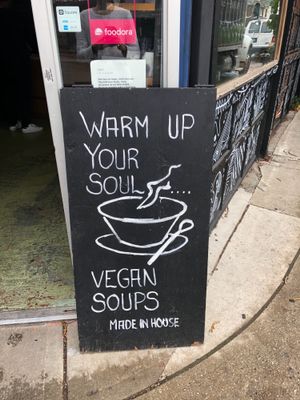 foodora
WARM UP
YOUR
SOUL....
VEGAN
SOUPS
MADE IN HOUSE